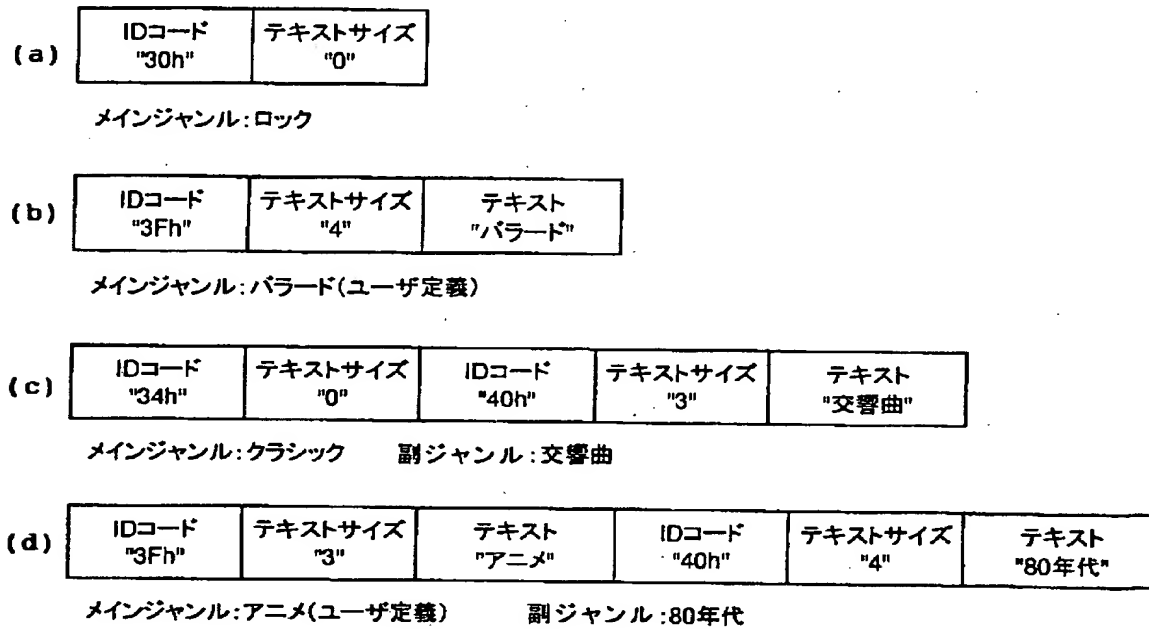 (a) IDコード テキストサイズ
"30h" "0"
メインジャンル:ロック
(b) IDコード テキストサイズ テキスト
"3Fh" "4" "バラード"
メインジャンル:バラード(ユーザ定義)
(c) IDコード テキストサイズ IDコード テキストサイズ テキスト
"34h" "0" "40h" "3" "交響曲"
メインジャンル:クラシック 副ジャンル:交響曲
(d) IDコード テキストサイズ テキスト IDコード テキストサイズ テキスト
"3Fh" "3" "アニメ" "40h" "4" "80年代"
メインジャンル:アニメ(ユーザ定義) 副ジャンル:80年代